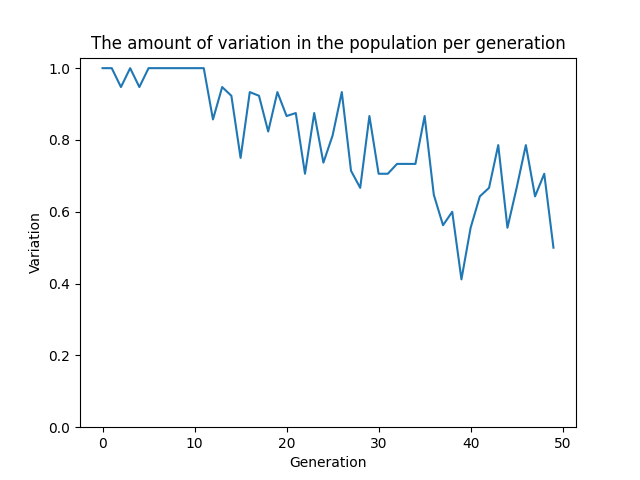 The amount of variation in the population per generation
1.0
0.8
0.6
0.4
0.2
0.0
Variation
0 10 20 30 40 50
Generation